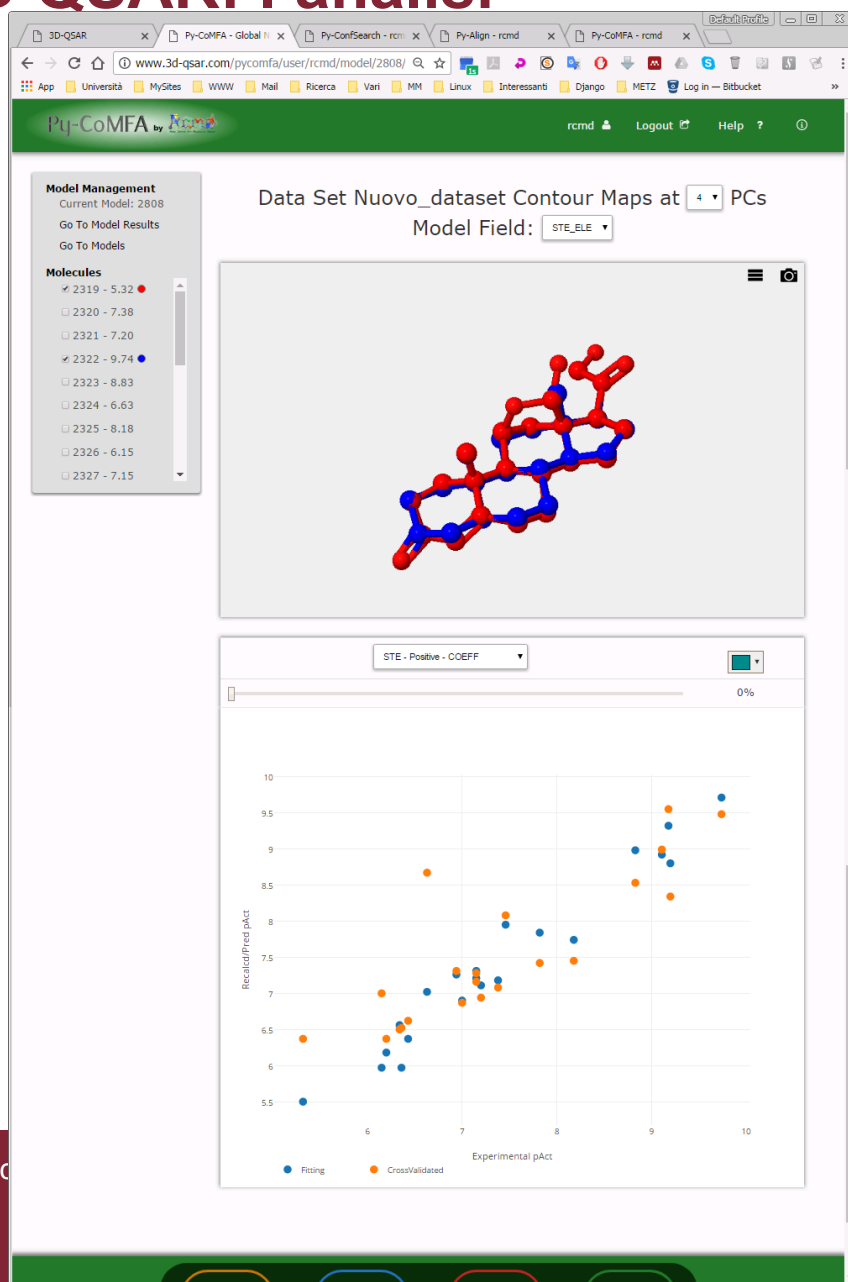 QSAR: l'analisi
Default Profile
3D-QSAR
Py-CoMFA - Global N
Py-ConfSearch - rcm
Py-Align - rcmd
Py-CoMFA - rcmd
www.3d-qsar.com/pycomfa/user/rcmd/model/2808/
1s
App Università MySites WWW Mail Ricerca Vari MM Linux Interessanti Django METZ Log in — Bitbucket »
Py-CoMFA by Rcmd
rcmd Logout Help ?
Model Management
Current Model: 2808
Go To Model Results
Go To Models
Molecules
2319 - 5.32
2320 - 7.38
2321 - 7.20
2322 - 9.74
2323 - 8.83
2324 - 6.63
2325 - 8.18
2326 - 6.15
2327 - 7.15
Data Set Nuovo_dataset Contour Maps at 4 PCs
Model Field: STE_ELE
STE - Positive - COEFF
0%
10
9.5
9
8.5
8
7.5
7
6.5
6
5.5
Recalcd/Pred pAct
6 7 8 9 10
Experimental pAct
Fitting CrossValidated